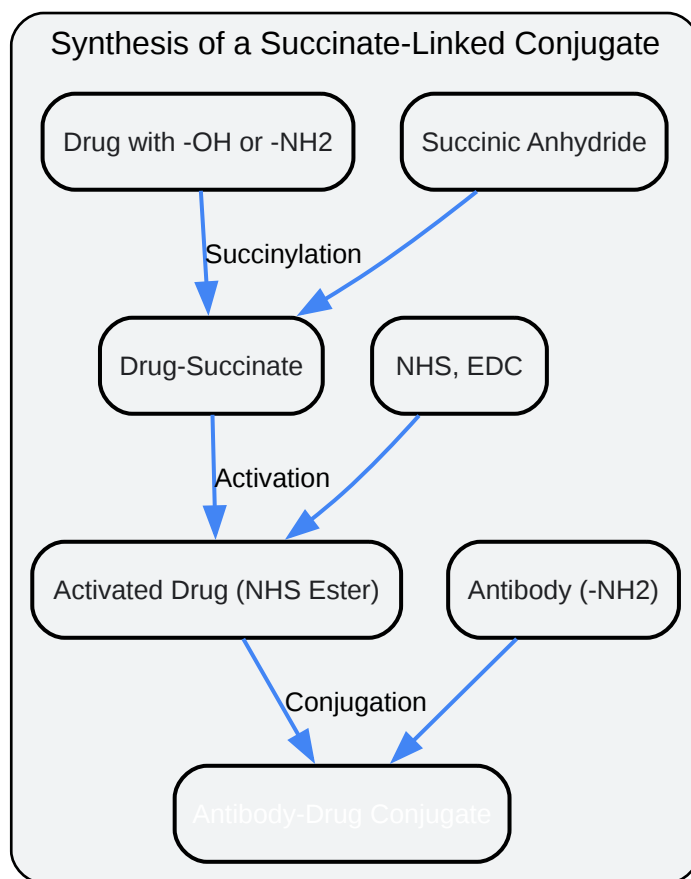 Synthesis of a Succinate-Linked Conjugate
Drug with -OH or -NH2
Succinic Anhydride
Succinylation
Drug-Succinate
NHS, EDC
Activation
Activated Drug (NHS Ester)
Antibody (-NH2)
Conjugation
Antibody-Drug Conjugate